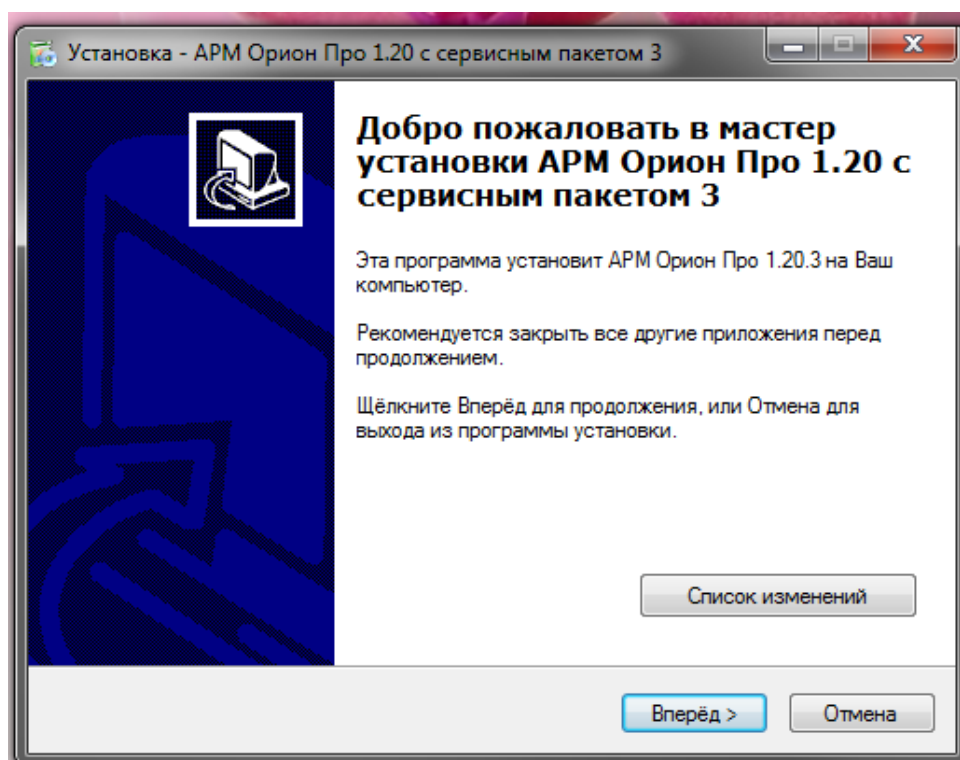 Установка - АРМ Орион Про 1.20 с сервисным пакетом 3
Добро пожаловать в мастер
установки АРМ Орион Про 1.20 с
сервисным пакетом 3
Эта программа установит АРМ Орион Про 1.20.3 на Ваш
компьютер.
Рекомендуется закрыть все другие приложения перед
продолжением.
Щёлкните Вперёд для продолжения, или Отмена для
выхода из программы установки.
Список изменений
Вперёд >
Отмена